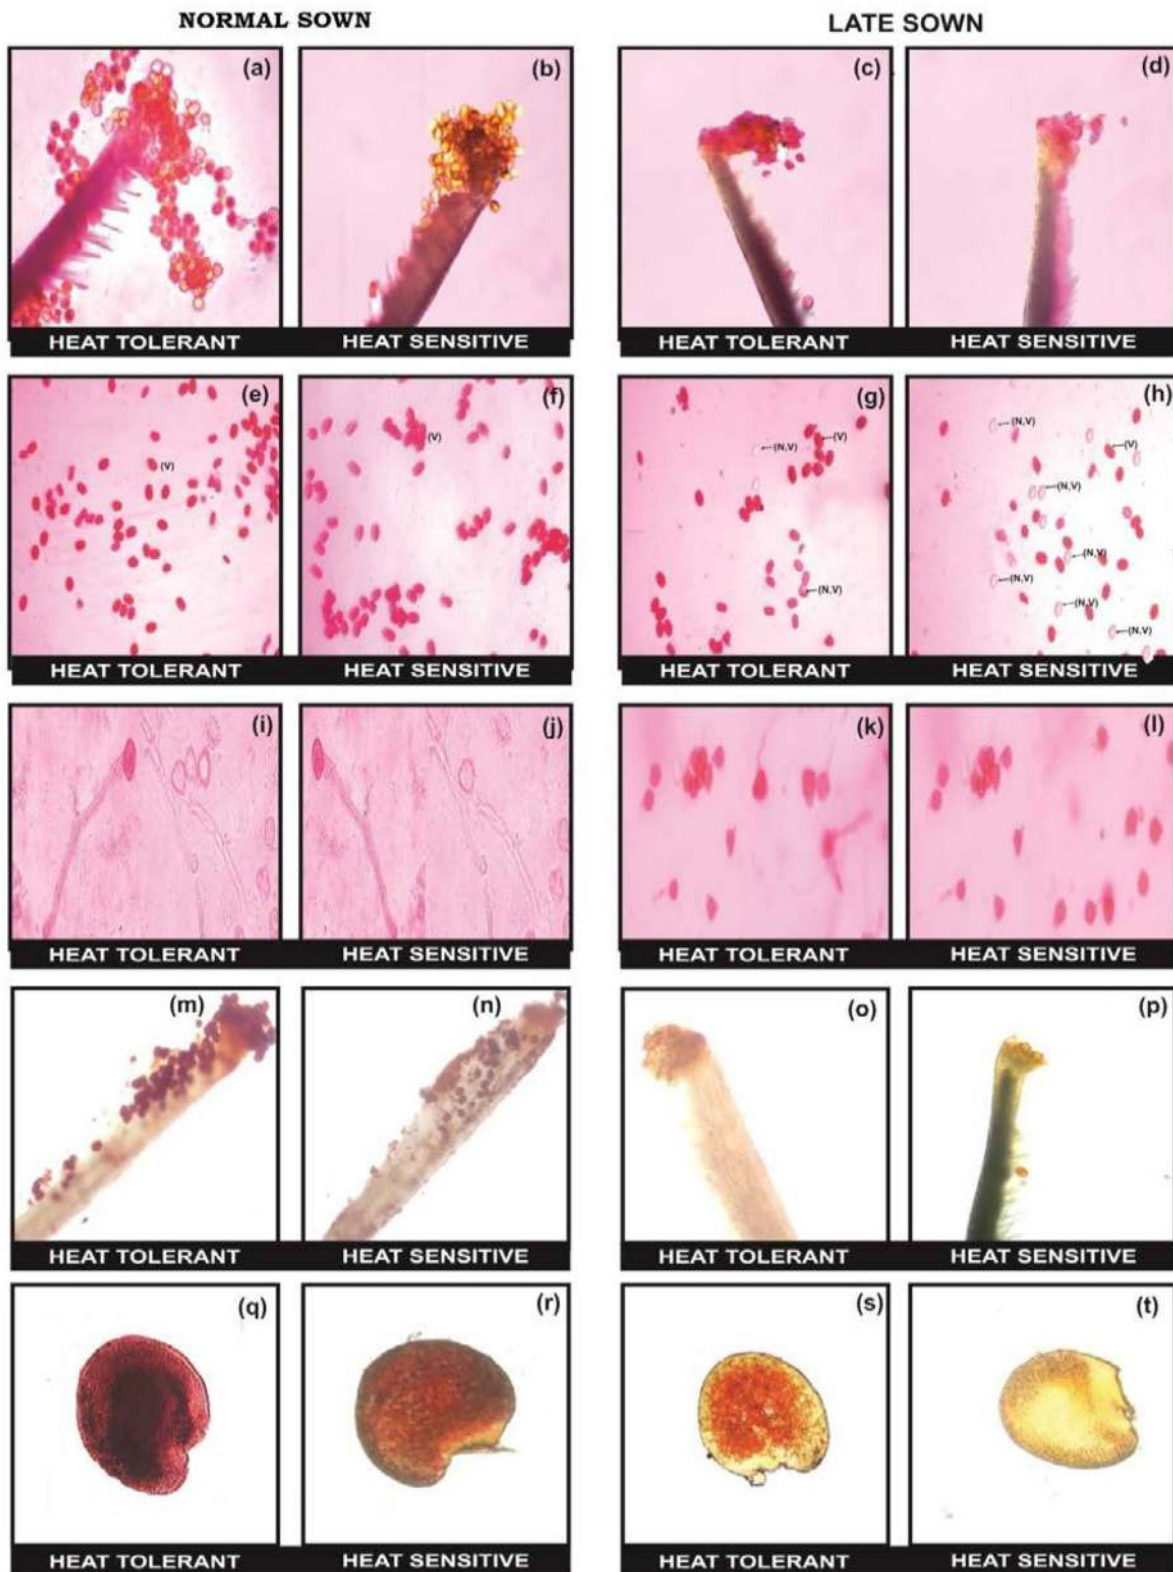 NORMAL SOWN
LATE SOWN
(a)
(b)
(c)
(d)
HEAT TOLERANT
HEAT SENSITIVE
HEAT TOLERANT
HEAT SENSITIVE
(e)
(f)
(g)
(h)
(V)
(V)
(N,V)
(V)
(N,V)
(N,V)
(V)
(N,V)
(N,V)
(N,V)
(N,V)
(N,V)
HEAT TOLERANT
HEAT SENSITIVE
HEAT TOLERANT
HEAT SENSITIVE
(i)
(j)
(k)
(l)
HEAT TOLERANT
HEAT SENSITIVE
HEAT TOLERANT
HEAT SENSITIVE
(m)
(n)
(o)
(p)
HEAT TOLERANT
HEAT SENSITIVE
HEAT TOLERANT
HEAT SENSITIVE
(q)
(r)
(s)
(t)
HEAT TOLERANT
HEAT SENSITIVE
HEAT TOLERANT
HEAT SENSITIVE